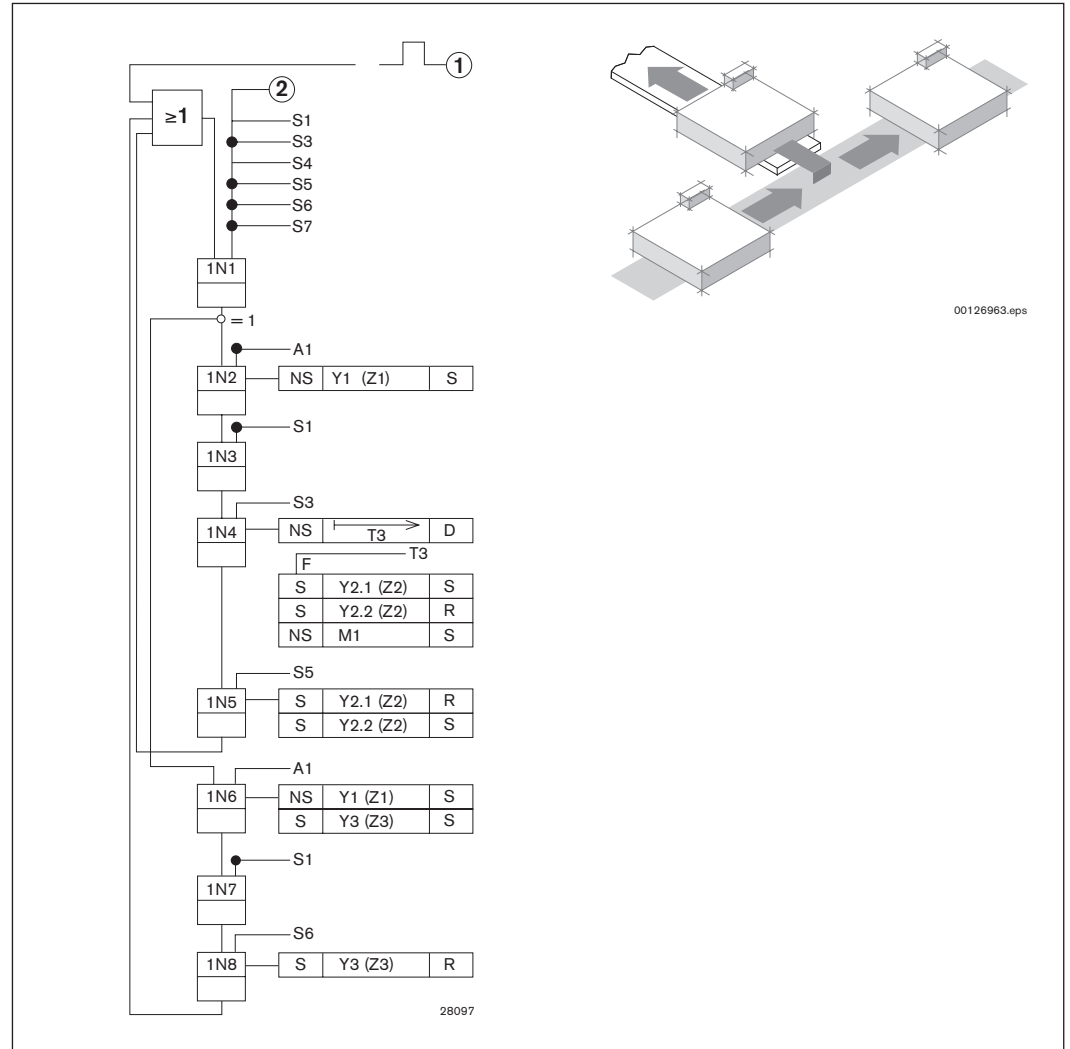 1
2
≥1
S1
S3
S4
S5
S6
S7
1N1
= 1
A1
1N2 NS Y1 (Z1) S
S1
1N3
S3
1N4 NS T3 D
T3
F
S Y2.1 (Z2) S
S Y2.2 (Z2) R
NS M1 S
S5
1N5 S Y2.1 (Z2) R
S Y2.2 (Z2) S
A1
1N6 NS Y1 (Z1) S
S Y3 (Z3) S
S1
1N7
S6
1N8 S Y3 (Z3) R
28097
00126963.eps